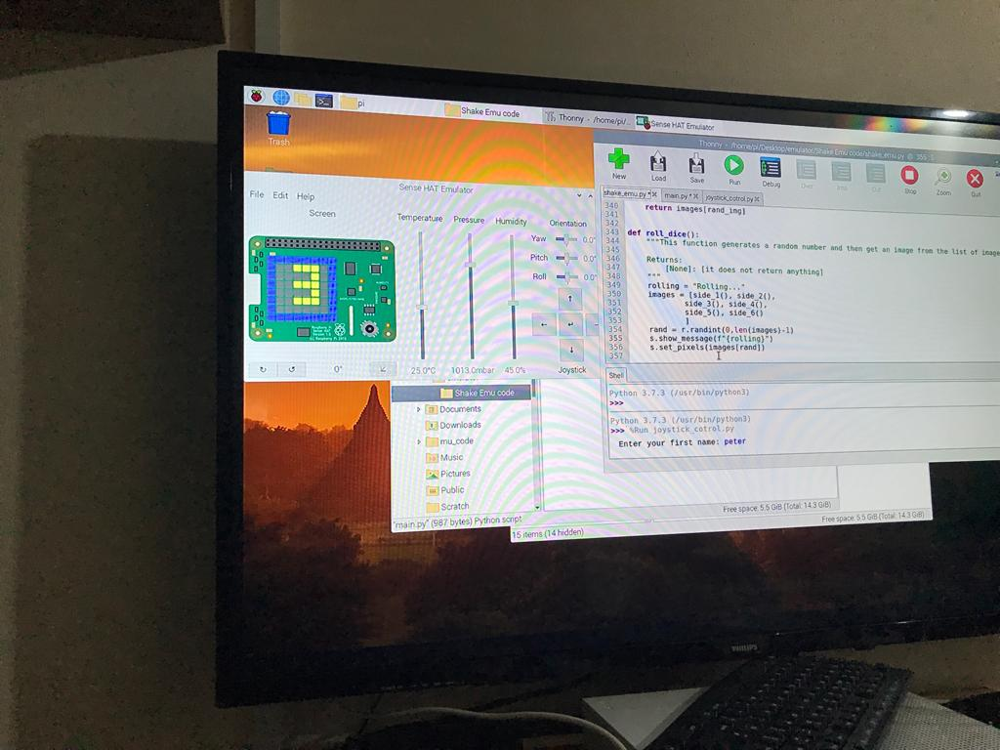 pi
Shake Emu code
Thonny - /home/pi/...
Sense HAT Emulator
Trash
Thonny - /home/pi/Desktop/emulator/Shake Emu code/shake_emu.py @ 355 : 5
New
Load
Save
Run
Debug
Over
Into
Out
Stop
Zoom
Quit
Sense HAT Emulator
File Edit Help
Screen
Temperature
Pressure
Humidity
Orientation
Yaw
0.0°
Pitch
0.0°
Roll
0.0°
3
0°
25.0°C
1013.0mbar
45.0%
Joystick
shake_emu.py *
main.py *
joystick_cotrol.py
340 return images[rand_img]
341
342
343 def roll_dice():
344 """This function generates a random number and then get an image from the list of image
345
346 Returns:
347 [None]: [it does not return anything]
348 """
349 rolling = "Rolling..."
350 images = [side_1(), side_2(),
351 side_3(), side_4(),
352 side_5(), side_6()
353 ]
354 rand = r.randint(0,len(images)-1)
355 s.show_message(f"{rolling}")
356 s.set_pixels(images[rand])
357
Shell
Python 3.7.3 (/usr/bin/python3)
>>>
Python 3.7.3 (/usr/bin/python3)
>>> %Run joystick_cotrol.py
Enter your first name: peter
Shake Emu code
Documents
Downloads
mu_code
Music
Pictures
Public
Scratch
"main.py" (987 bytes) Python script
Free space: 5.5 GiB (Total: 14.3 GiB)
15 items (14 hidden)
Free space: 5.5 GiB (Total: 14.3 GiB)
PHILIPS